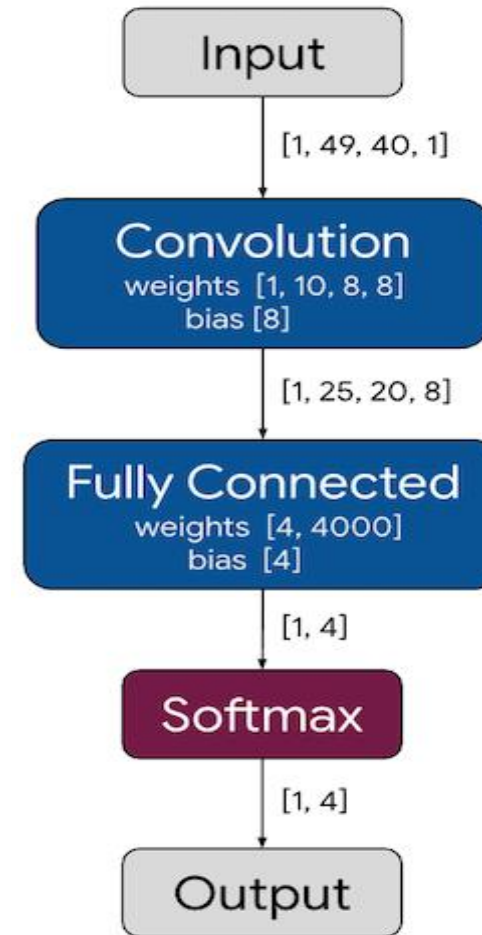 Input
[1, 49, 40, 1]
Convolution
weights [1, 10, 8, 8]
bias [8]
[1, 25, 20, 8]
Fully Connected
weights [4, 4000]
bias [4]
[1, 4]
Softmax
[1, 4]
Output